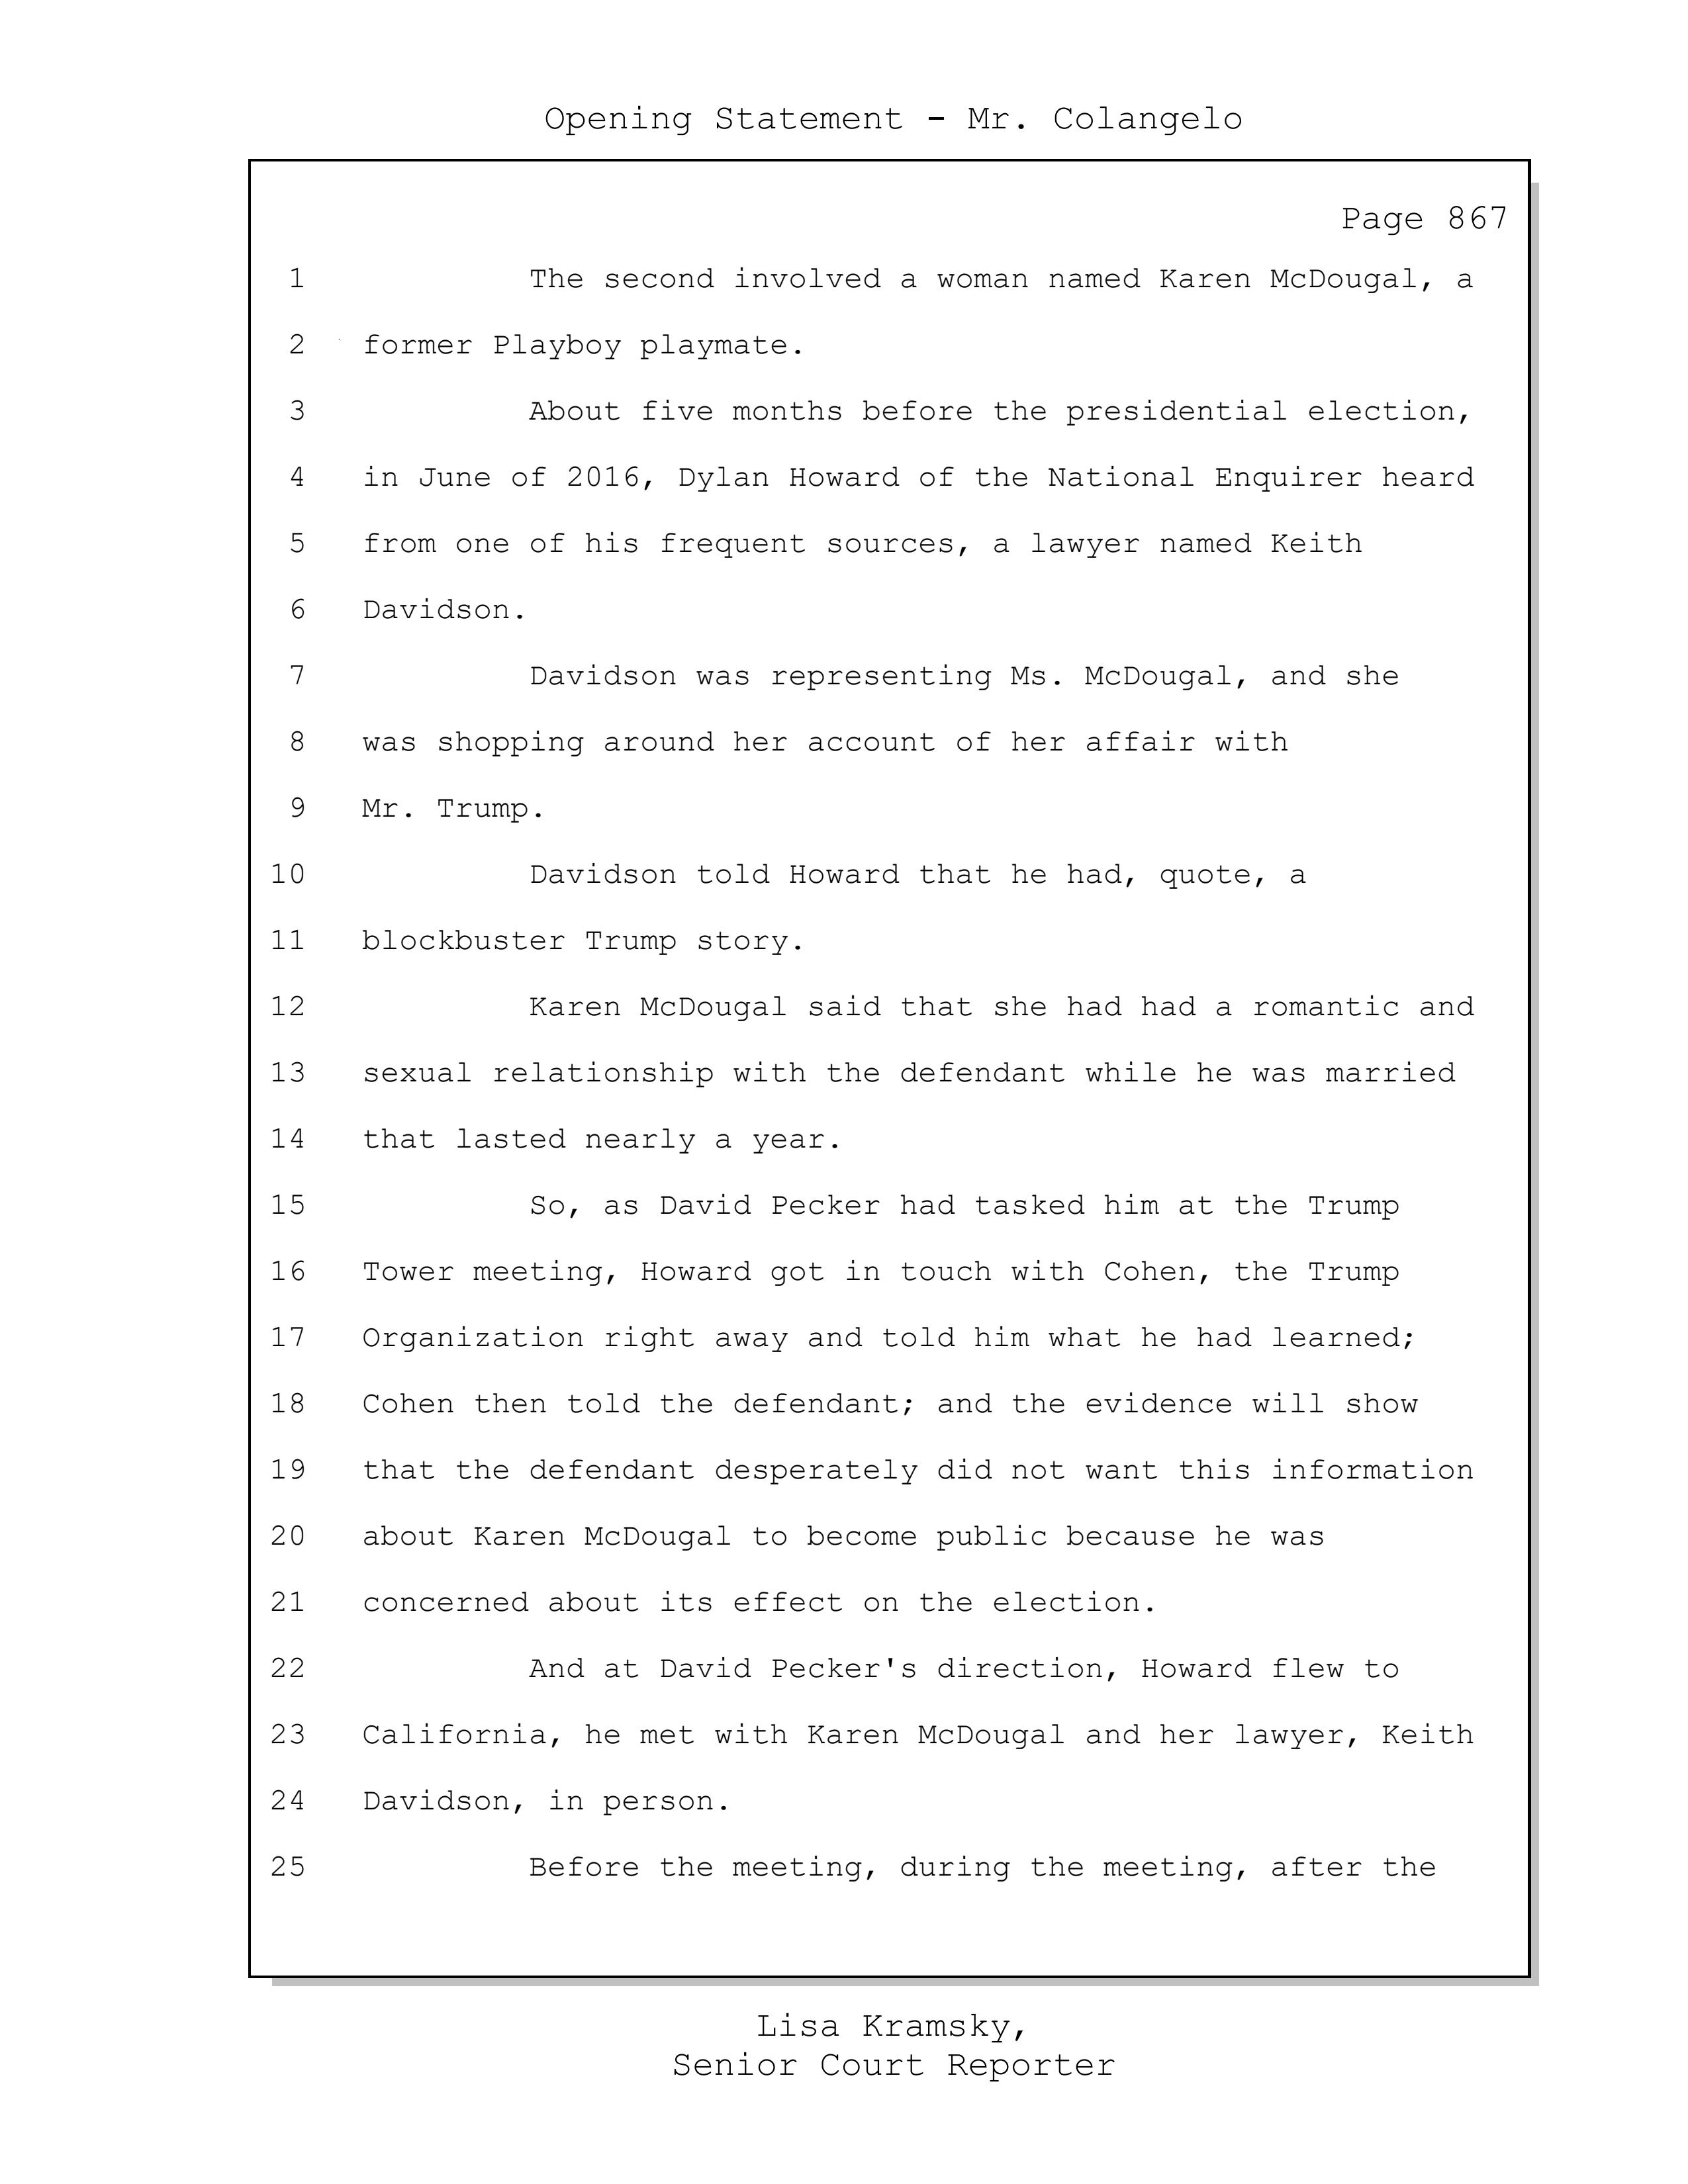 Opening Statement - Mr. Colangelo
Page 867
1 The second involved a woman named Karen McDougal, a
2 former Playboy playmate.
3 About five months before the presidential election,
4 in June of 2016, Dylan Howard of the National Enquirer heard
5 from one of his frequent sources, a lawyer named Keith
6 Davidson.
7 Davidson was representing Ms. McDougal, and she
8 was shopping around her account of her affair with
9 Mr. Trump.
10 Davidson told Howard that he had, quote, a
11 blockbuster Trump story.
12 Karen McDougal said that she had had a romantic and
13 sexual relationship with the defendant while he was married
14 that lasted nearly a year.
15 So, as David Pecker had tasked him at the Trump
16 Tower meeting, Howard got in touch with Cohen, the Trump
17 Organization right away and told him what he had learned;
18 Cohen then told the defendant; and the evidence will show
19 that the defendant desperately did not want this information
20 about Karen McDougal to become public because he was
21 concerned about its effect on the election.
22 And at David Pecker's direction, Howard flew to
23 California, he met with Karen McDougal and her lawyer, Keith
24 Davidson, in person.
25 Before the meeting, during the meeting, after the
Lisa Kramsky,
Senior Court Reporter